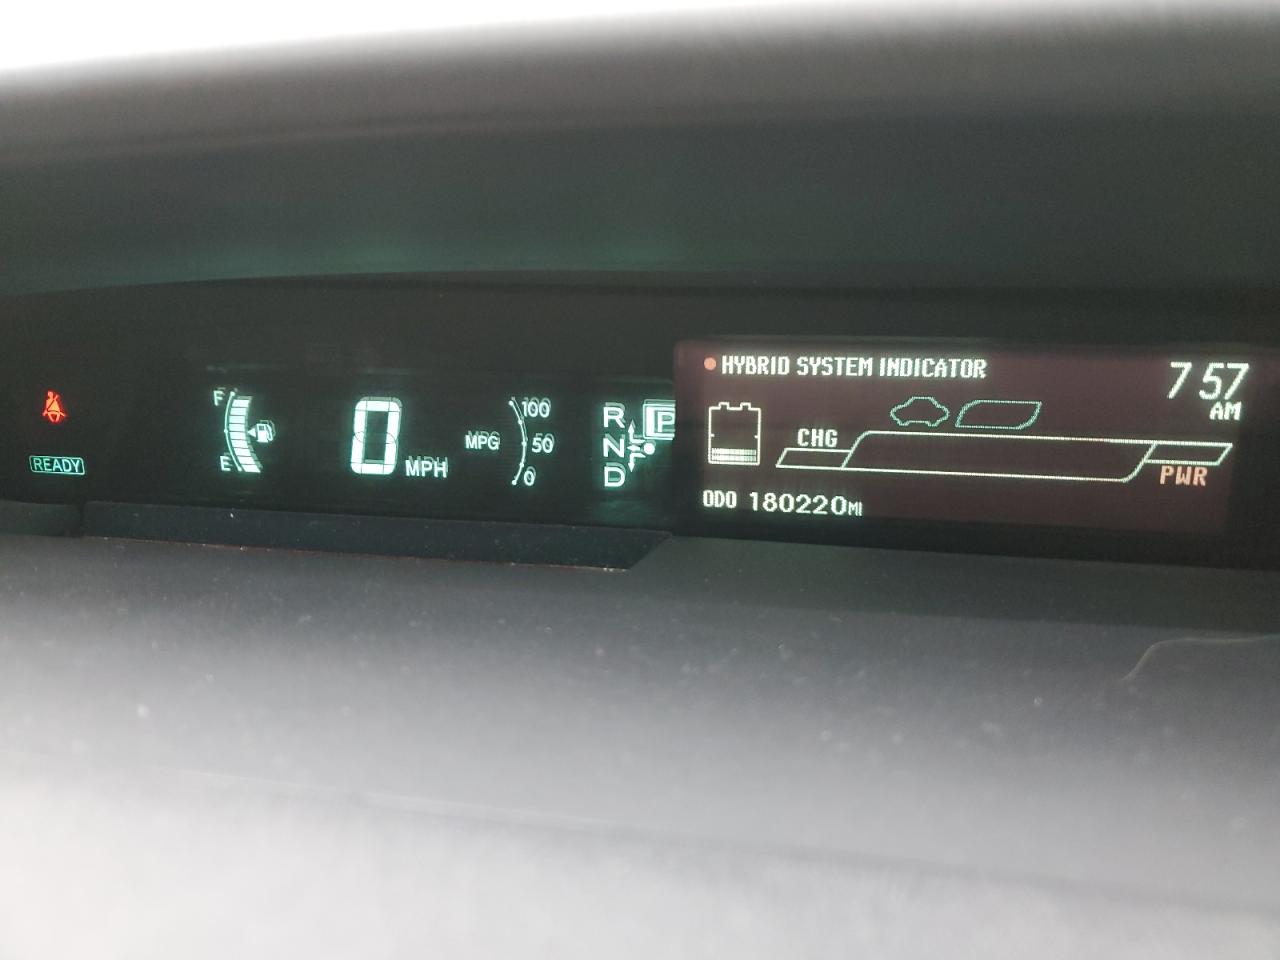 READY
F
E
0 MPH
MPG
100
50
0
R
N
D
P
HYBRID SYSTEM INDICATOR
7 57
AM
CHG
PWR
ODO 180220MI